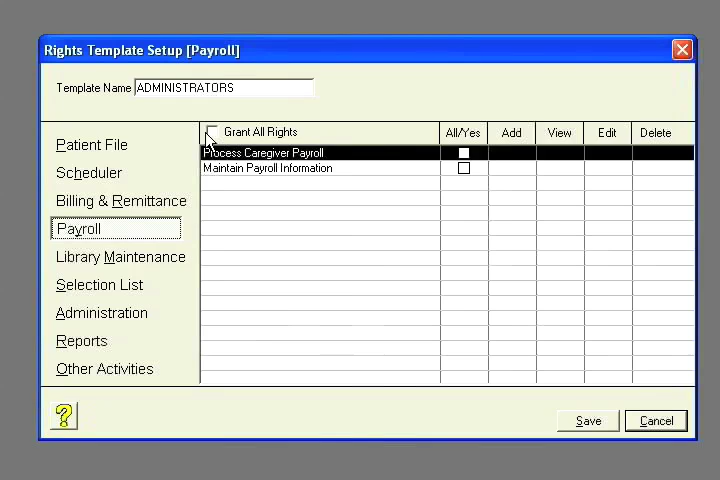 Rights Template Setup [Payroll]
Template Name ADMINISTRATORS
Grant All Rights All/Yes Add View Edit Delete
Process Caregiver Payroll
Maintain Payroll Information
Patient File
Scheduler
Billing & Remittance
Payroll
Library Maintenance
Selection List
Administration
Reports
Other Activities
? Save Cancel